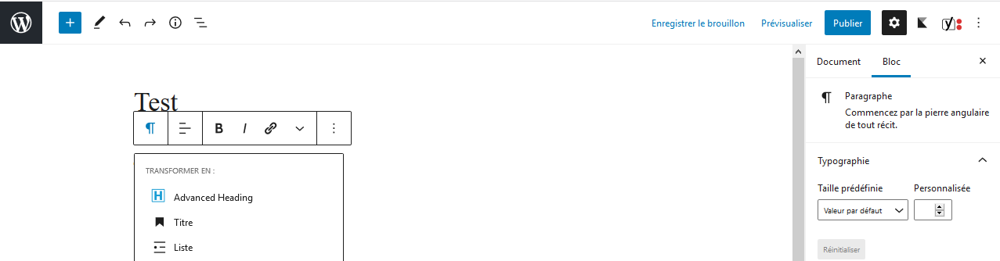 Enregistrer le brouillon Prévisualiser Publier
Document Bloc
Test
Paragraphe
Commencez par la pierre angulaire
de tout récit.
B I
TRANSFORMER EN :
Advanced Heading
Titre
Liste
Typographie
Taille prédéfinie Personnalisée
Valeur par défaut
Réinitialiser